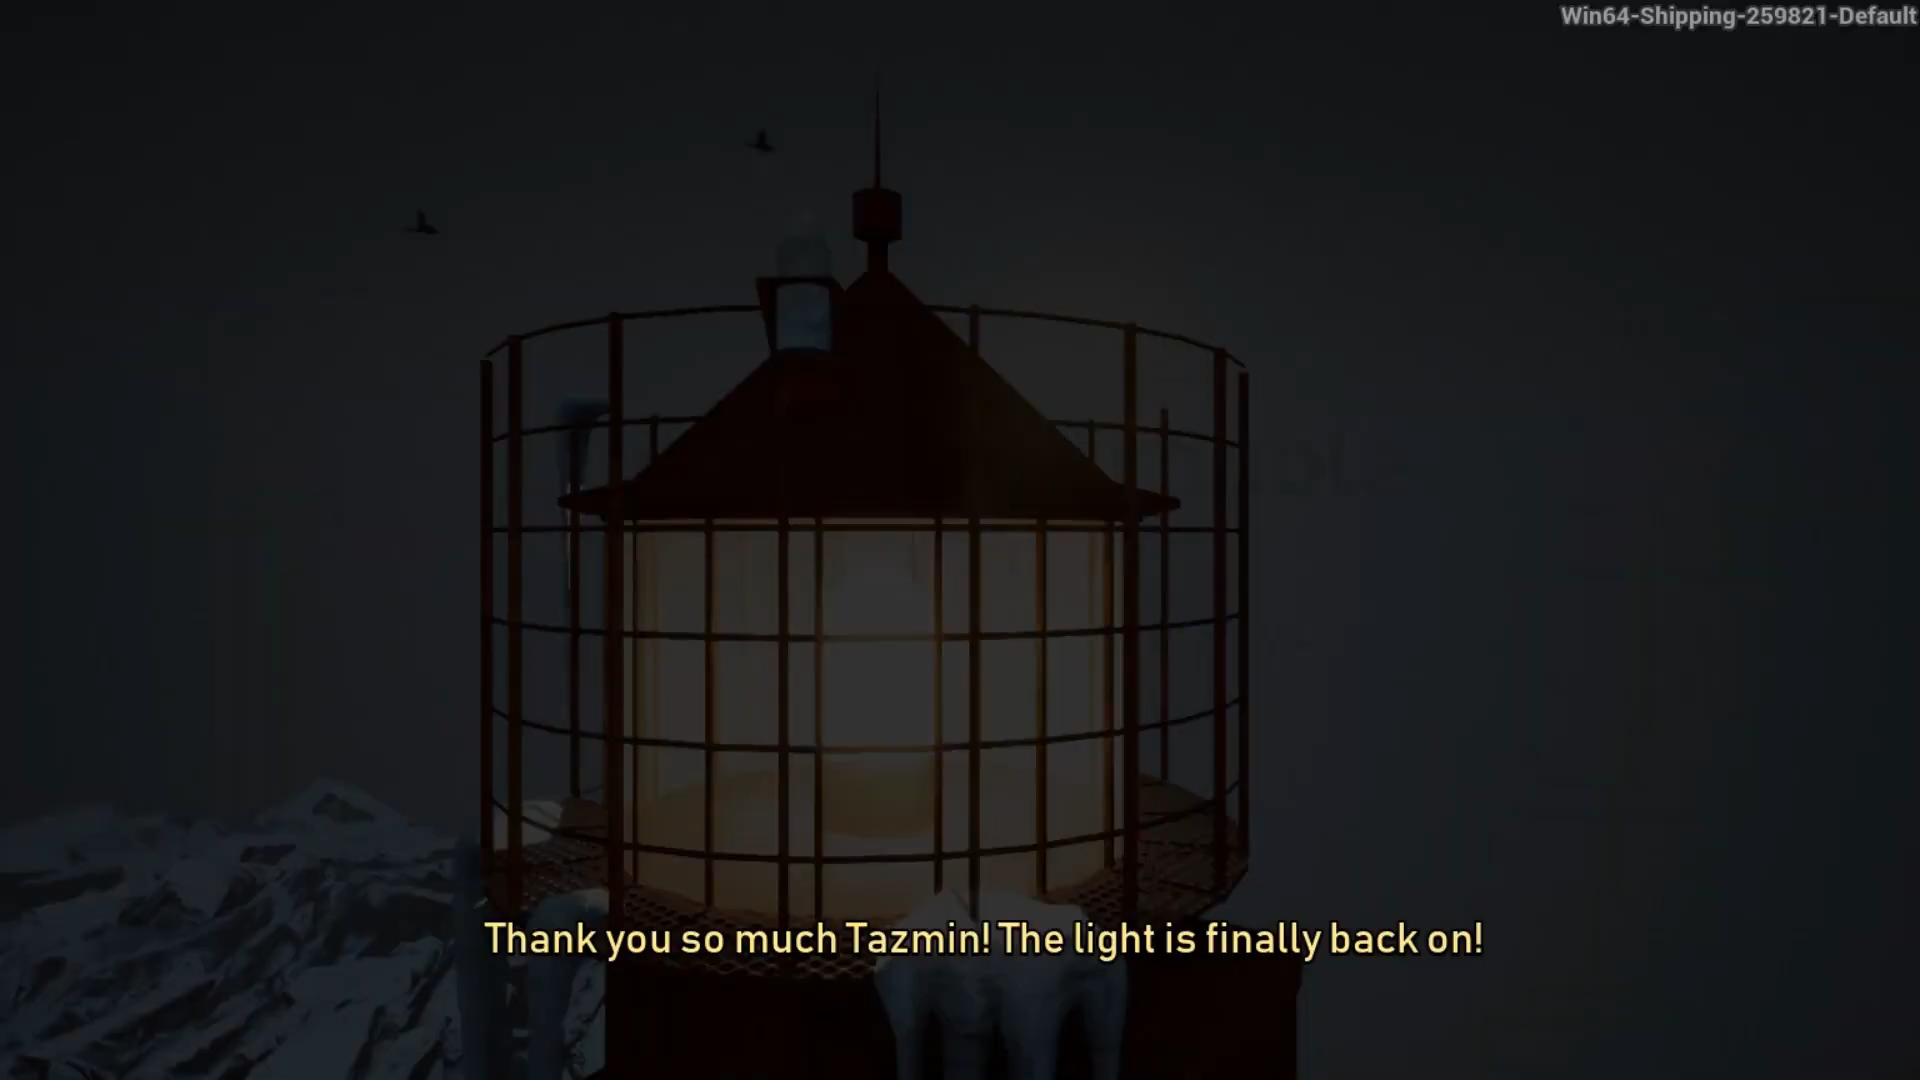 Win64-Shipping-259821-Default
Thank you so much Tazmin! The light is finally back on!